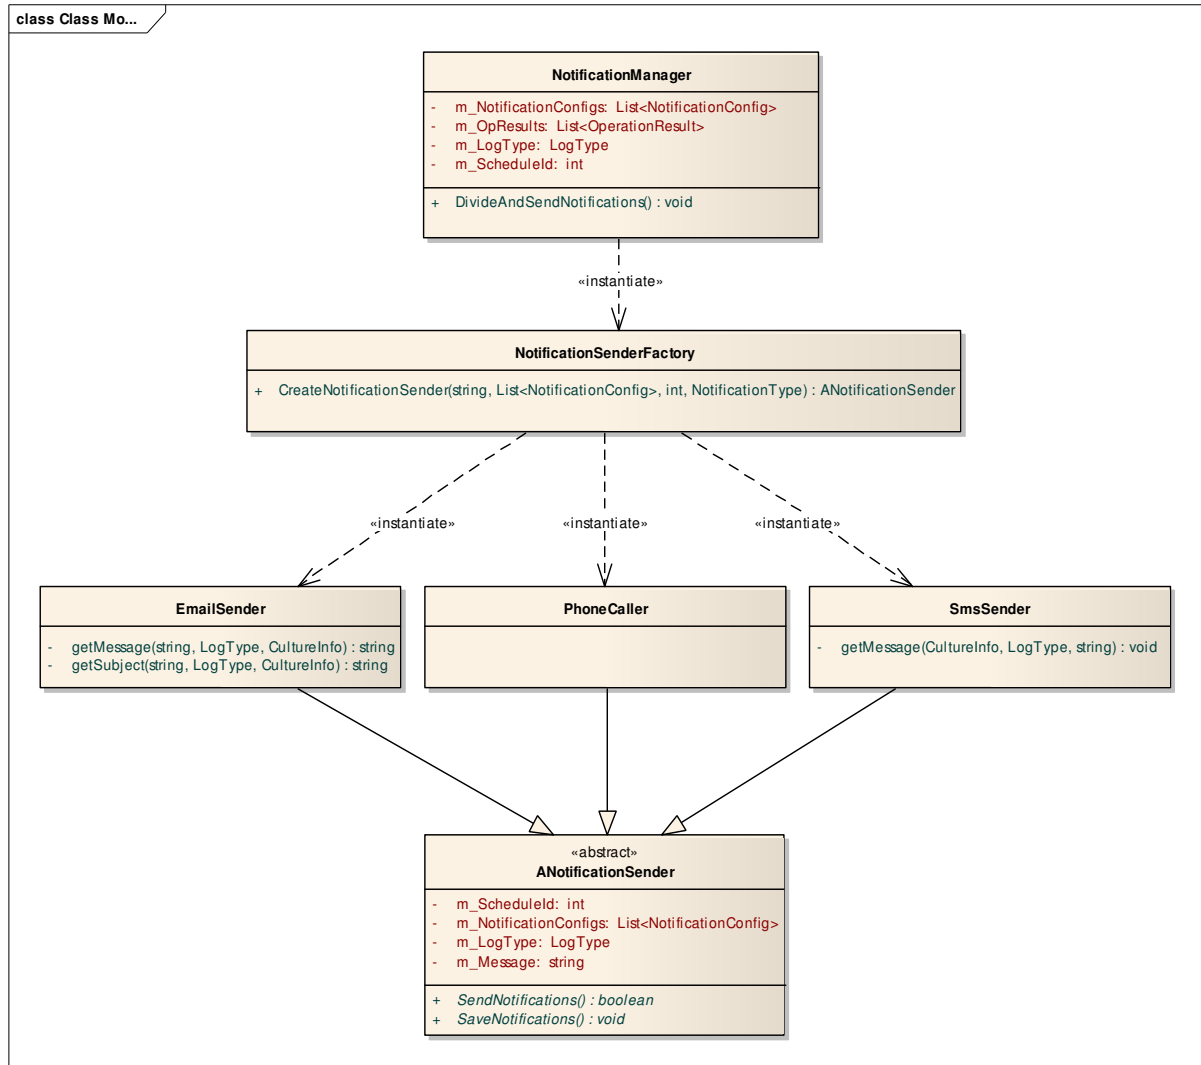 class Class Mo...
NotificationManager
- m_NotificationConfigs: List<NotificationConfig>
- m_OpResults: List<OperationResult>
- m_LogType: LogType
- m_ScheduleId: int
+ DivideAndSendNotifications() : void
«instantiate»
NotificationSenderFactory
+ CreateNotificationSender(string, List<NotificationConfig>, int, NotificationType) : ANotificationSender
«instantiate»
«instantiate»
«instantiate»
EmailSender
- getMessage(string, LogType, CultureInfo) : string
- getSubject(string, LogType, CultureInfo) : string
PhoneCaller
SmsSender
- getMessage(CultureInfo, LogType, string) : void
«abstract»
ANotificationSender
- m_ScheduleId: int
- m_NotificationConfigs: List<NotificationConfig>
- m_LogType: LogType
- m_Message: string
+ SendNotifications() : boolean
+ SaveNotifications() : void